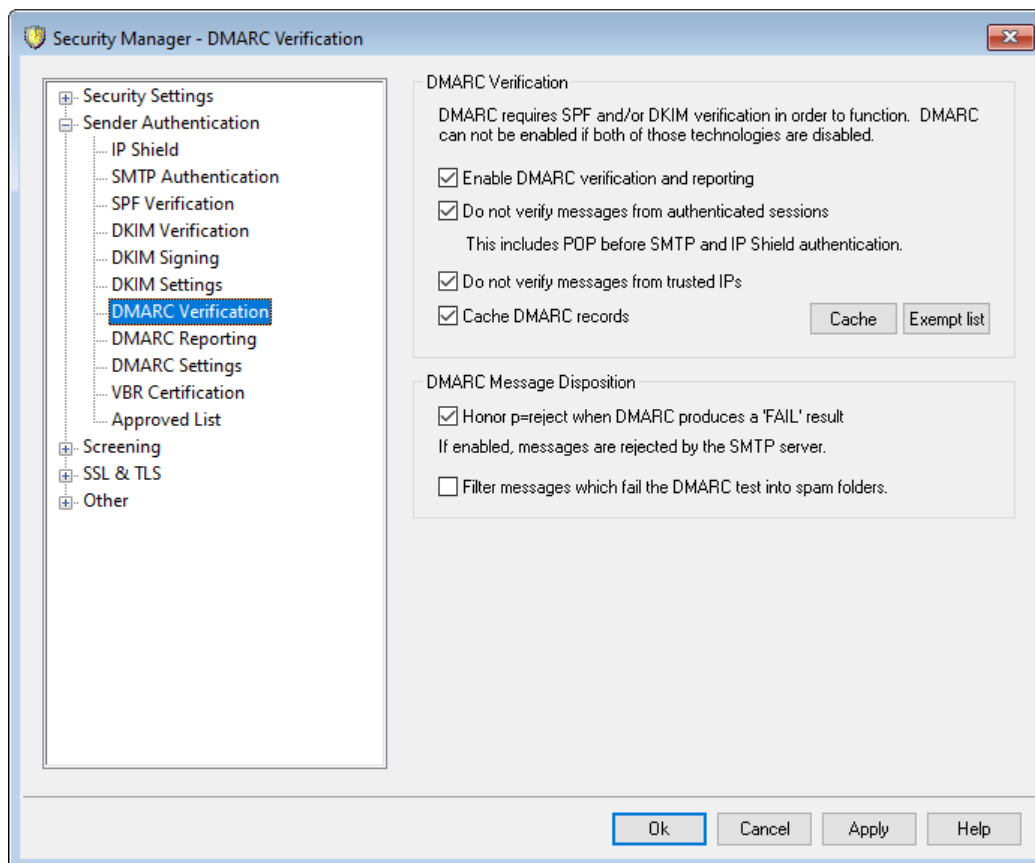 Security Manager - DMARC Verification
Security Settings
Sender Authentication
IP Shield
SMTP Authentication
SPF Verification
DKIM Verification
DKIM Signing
DKIM Settings
DMARC Verification
DMARC Reporting
DMARC Settings
VBR Certification
Approved List
Screening
SSL & TLS
Other
DMARC Verification
DMARC requires SPF and/or DKIM verification in order to function. DMARC
can not be enabled if both of those technologies are disabled.
Enable DMARC verification and reporting
Do not verify messages from authenticated sessions
This includes POP before SMTP and IP Shield authentication.
Do not verify messages from trusted IPs
Cache DMARC records
Cache
Exempt list
DMARC Message Disposition
Honor p=reject when DMARC produces a 'FAIL' result
If enabled, messages are rejected by the SMTP server.
Filter messages which fail the DMARC test into spam folders.
Ok
Cancel
Apply
Help